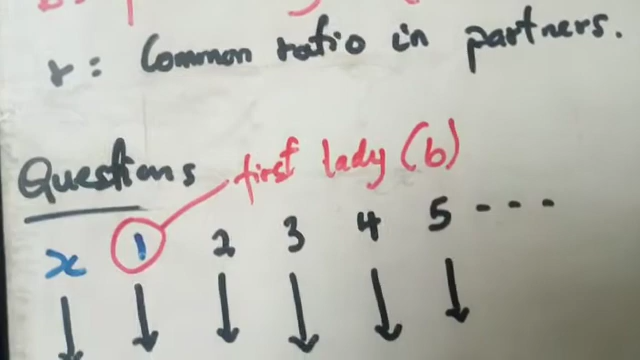 r: Common ratio in partners.
Questions first lady (b)
x 1 2 3 4 5 - - -